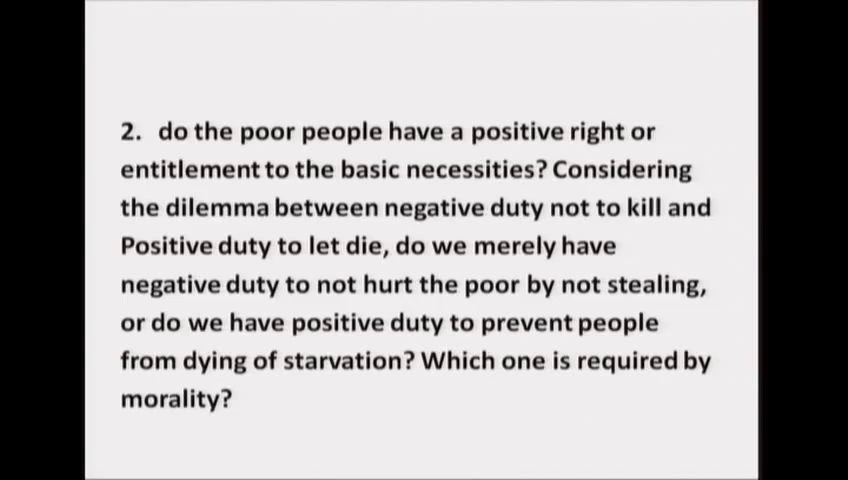 2. do the poor people have a positive right or
entitlement to the basic necessities? Considering
the dilemma between negative duty not to kill and
Positive duty to let die, do we merely have
negative duty to not hurt the poor by not stealing,
or do we have positive duty to prevent people
from dying of starvation? Which one is required by
morality?